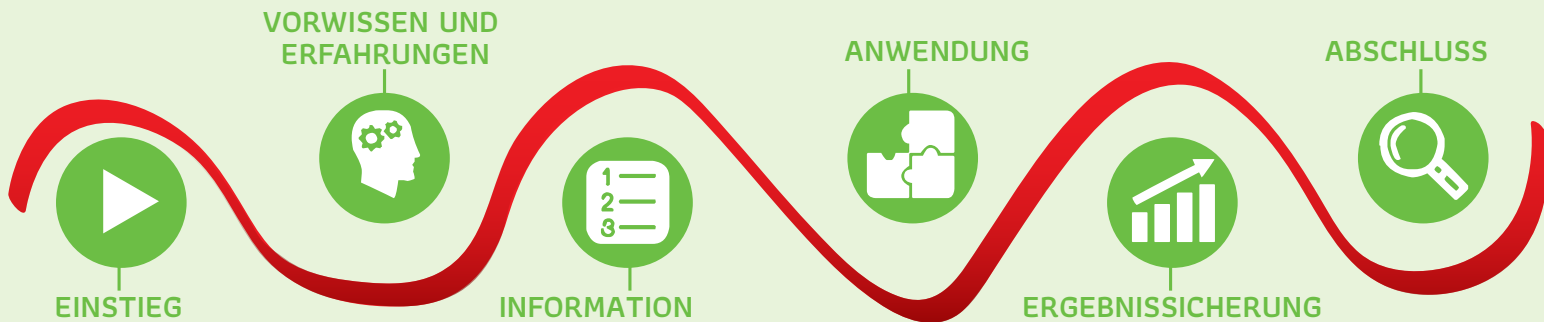 EINSTIEG
VORWISSEN UND
ERFAHRUNGEN
1
2
3
INFORMATION
ANWENDUNG
ERGEBNISSICHERUNG
ABSCHLUSS